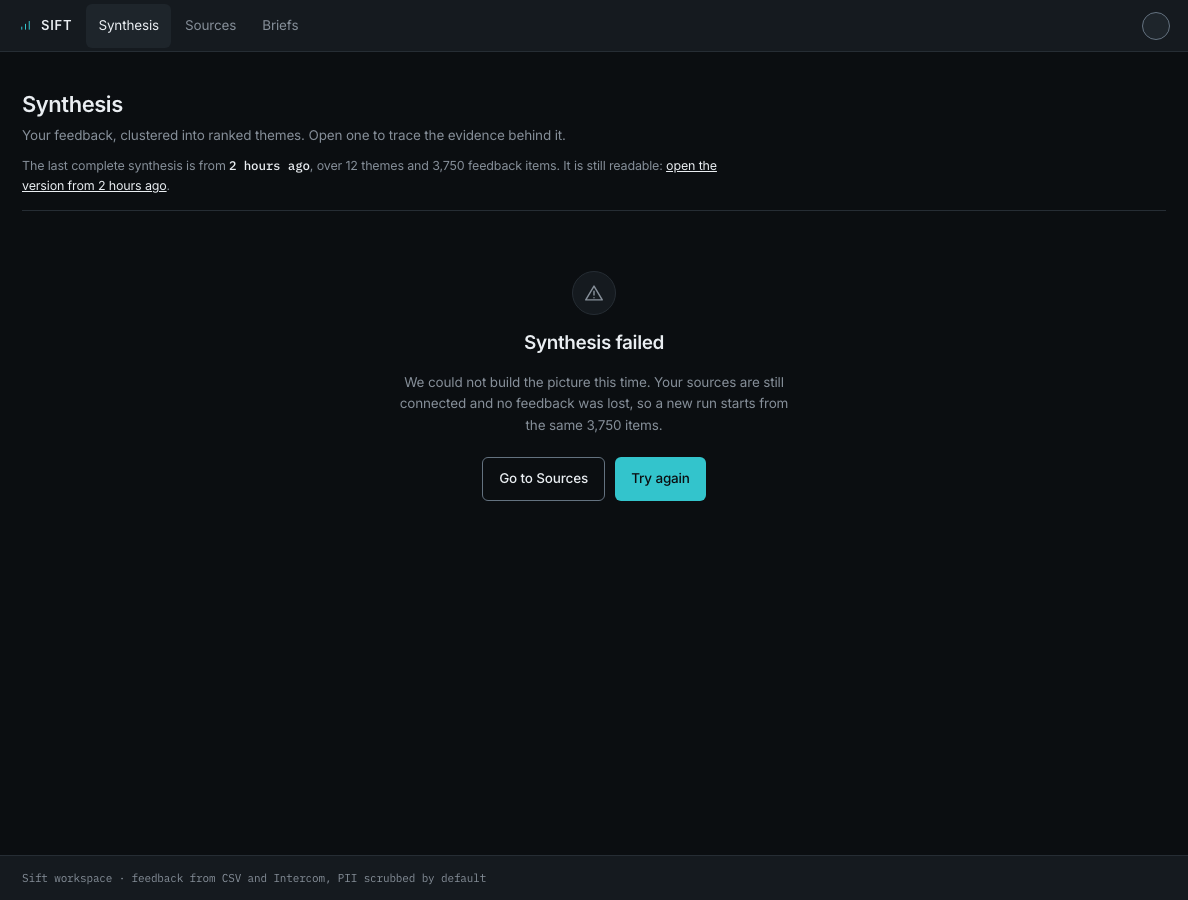 SIFT Synthesis Sources Briefs
Synthesis
Your feedback, clustered into ranked themes. Open one to trace the evidence behind it.
The last complete synthesis is from 2 hours ago, over 12 themes and 3,750 feedback items. It is still readable: open the
version from 2 hours ago.
Synthesis failed
We could not build the picture this time. Your sources are still
connected and no feedback was lost, so a new run starts from
the same 3,750 items.
Go to Sources Try again
Sift workspace · feedback from CSV and Intercom, PII scrubbed by default